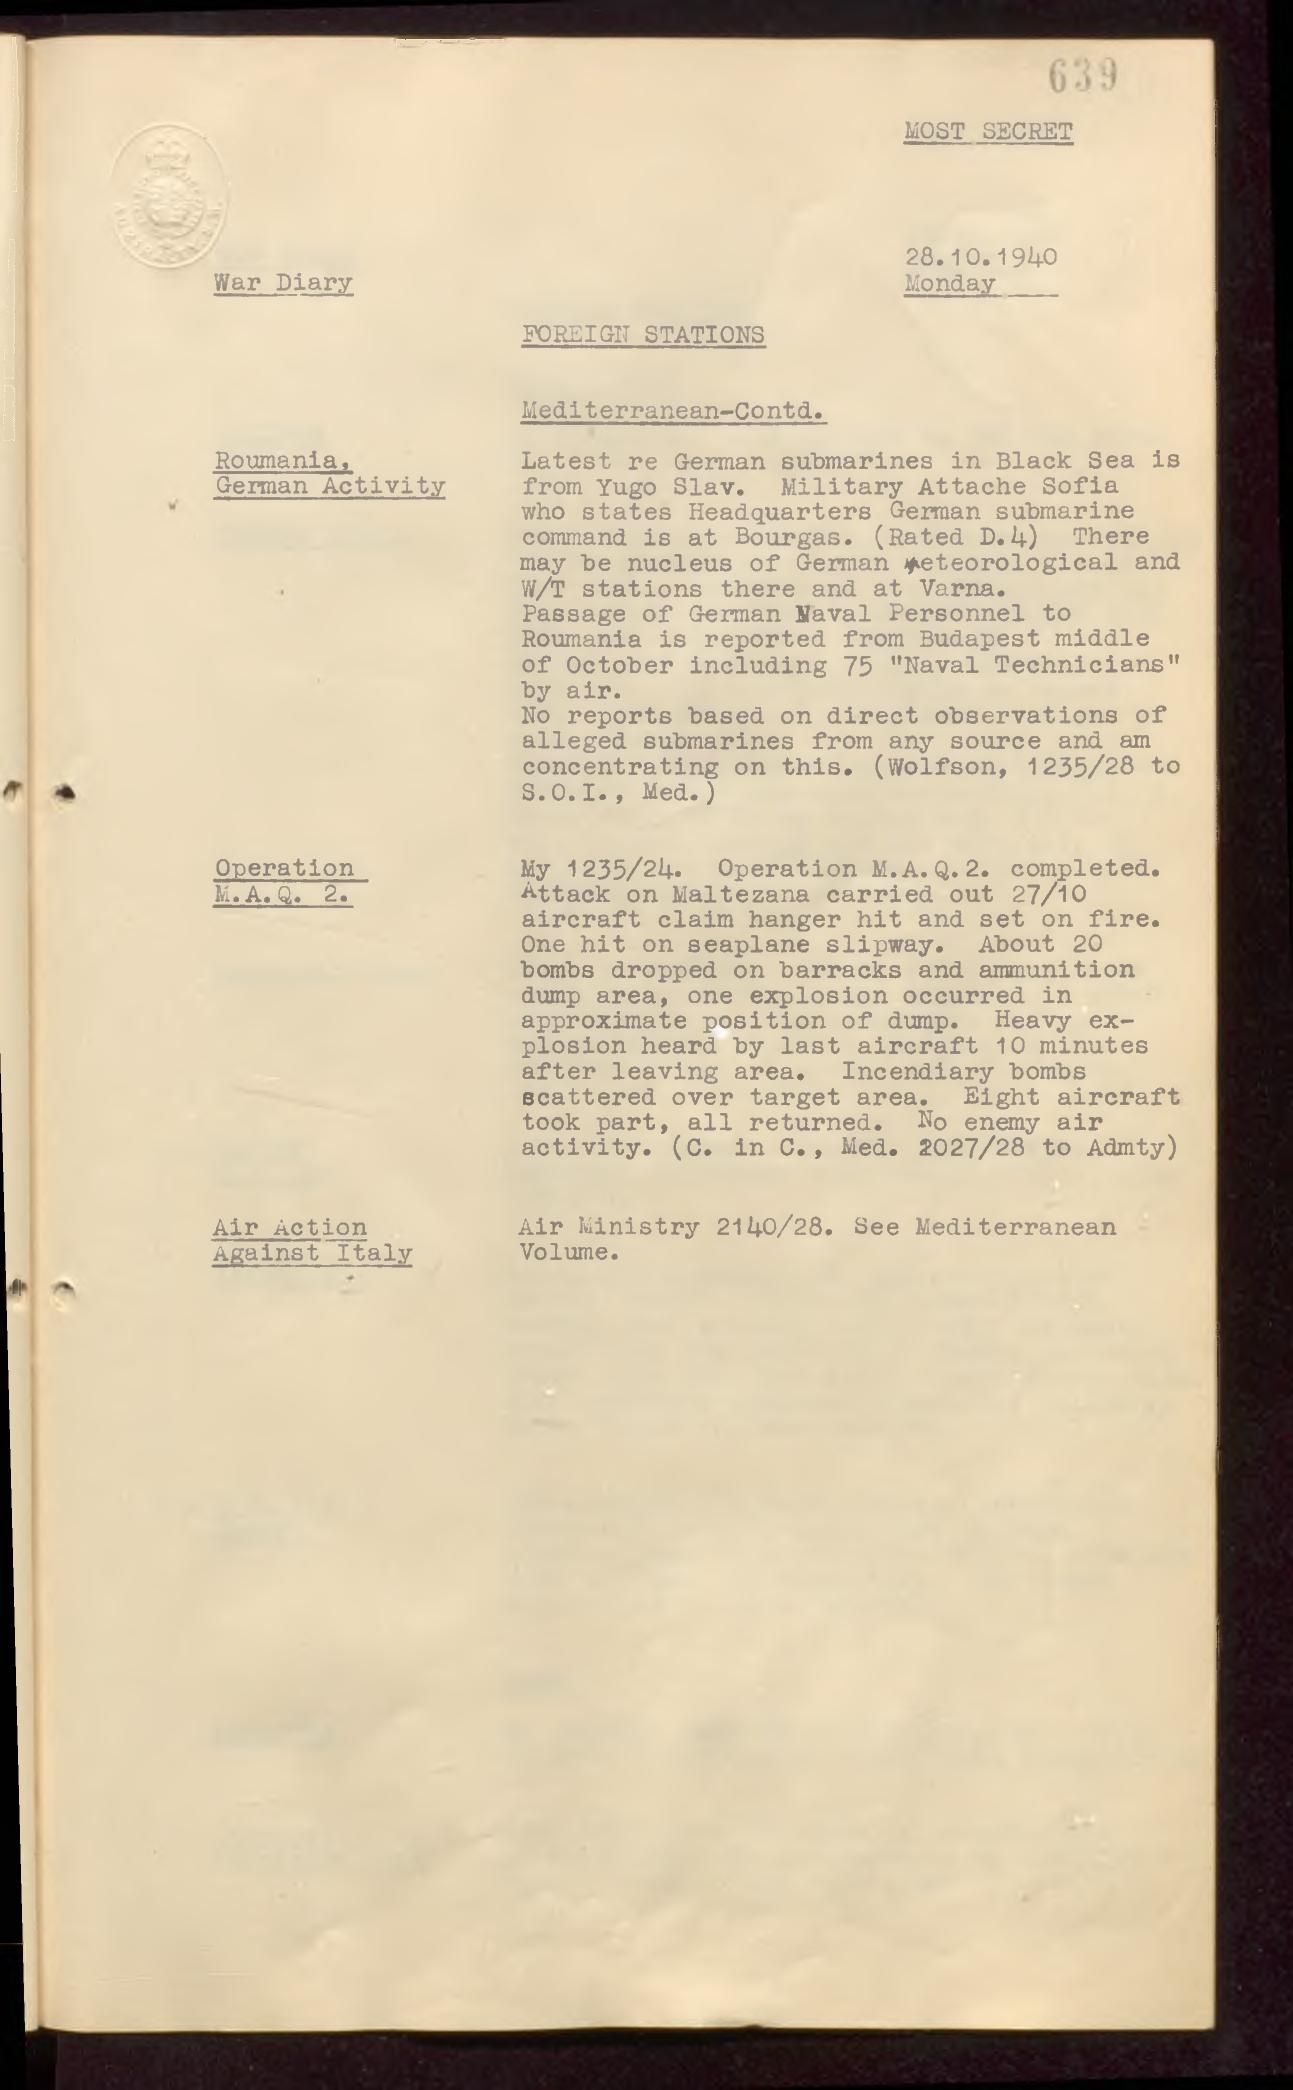 639
MOST SECRET
28.10.1940
War Diary
Monday
FOREIGN STATIONS
Mediterranean-Contd.
Roumania,
German Activity
Latest re German submarines in Black Sea is
from Yugo Slav. Military Attache Sofia
who states Headquarters German submarine
command is at Bourgas. (Rated D.4) There
may be nucleus of German meteorological and
W/T stations there and at Varna.
Passage of German Naval Personnel to
Roumania is reported from Budapest middle
of October including 75 "Naval Technicians"
by air.
No reports based on direct observations of
alleged submarines from any source and am
concentrating on this. (Wolfson, 1235/28 to
S.O.I., Med.)
Operation
M.A.Q. 2.
My 1235/24. Operation M.A.Q.2. completed.
Attack on Maltezana carried out 27/10
aircraft claim hanger hit and set on fire.
One hit on seaplane slipway. About 20
bombs dropped on barracks and ammunition
dump area, one explosion occurred in
approximate position of dump. Heavy ex-
plosion heard by last aircraft 10 minutes
after leaving area. Incendiary bombs
scattered over target area. Eight aircraft
took part, all returned. No enemy air
activity. (C. in C., Med. 2027/28 to Admty)
Air Action
Against Italy
Air Ministry 2140/28. See Mediterranean
Volume.